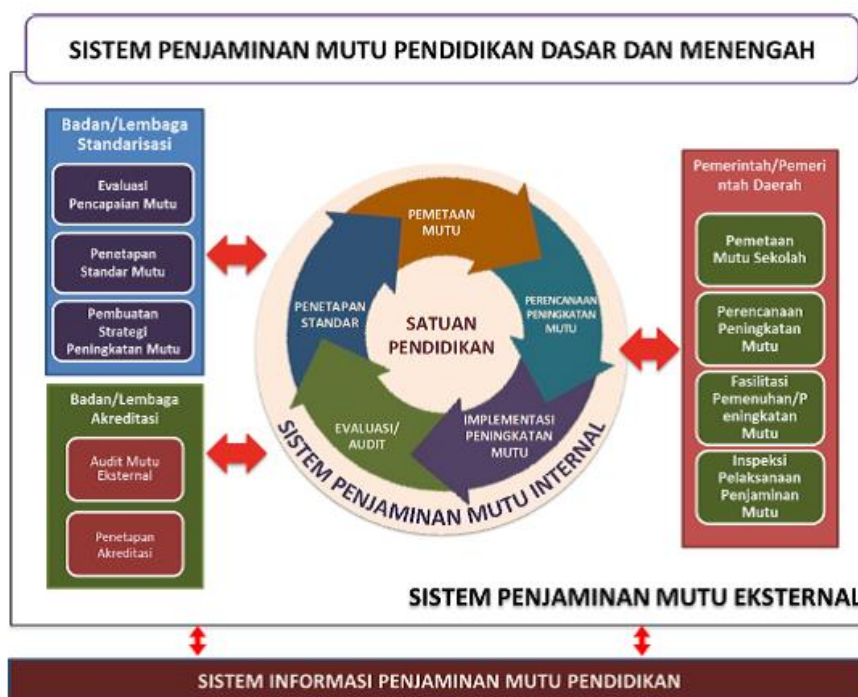 SISTEM PENJAMINAN MUTU PENDIDIKAN DASAR DAN MENENGAH
Badan/Lembaga
Standarisasi
Evaluasi
Pencapaian Mutu
Penetapan
Standar Mutu
Pembuatan
Strategi
Peningkatan Mutu
Badan/Lembaga
Akreditasi
Audit Mutu
Eksternal
Penetapan
Akreditasi
PEMETAAN
MUTU
PERENCANAAN
PENINGKATAN
MUTU
IMPLEMENTASI
PENINGKATAN
MUTU
EVALUASI/
AUDIT
PENETAPAN
STANDAR
SATUAN
PENDIDIKAN
SISTEM PENJAMINAN MUTU INTERNAL
Pemerintah/Pemeri
ntah Daerah
Pemetaan
Mutu Sekolah
Perencanaan
Peningkatan
Mutu
Fasilitasi
Pemenuhan/P
eningkatan
Mutu
Inspeksi
Pelaksanaan
Penjaminan
Mutu
SISTEM PENJAMINAN MUTU EKSTERNAL
SISTEM INFORMASI PENJAMINAN MUTU PENDIDIKAN